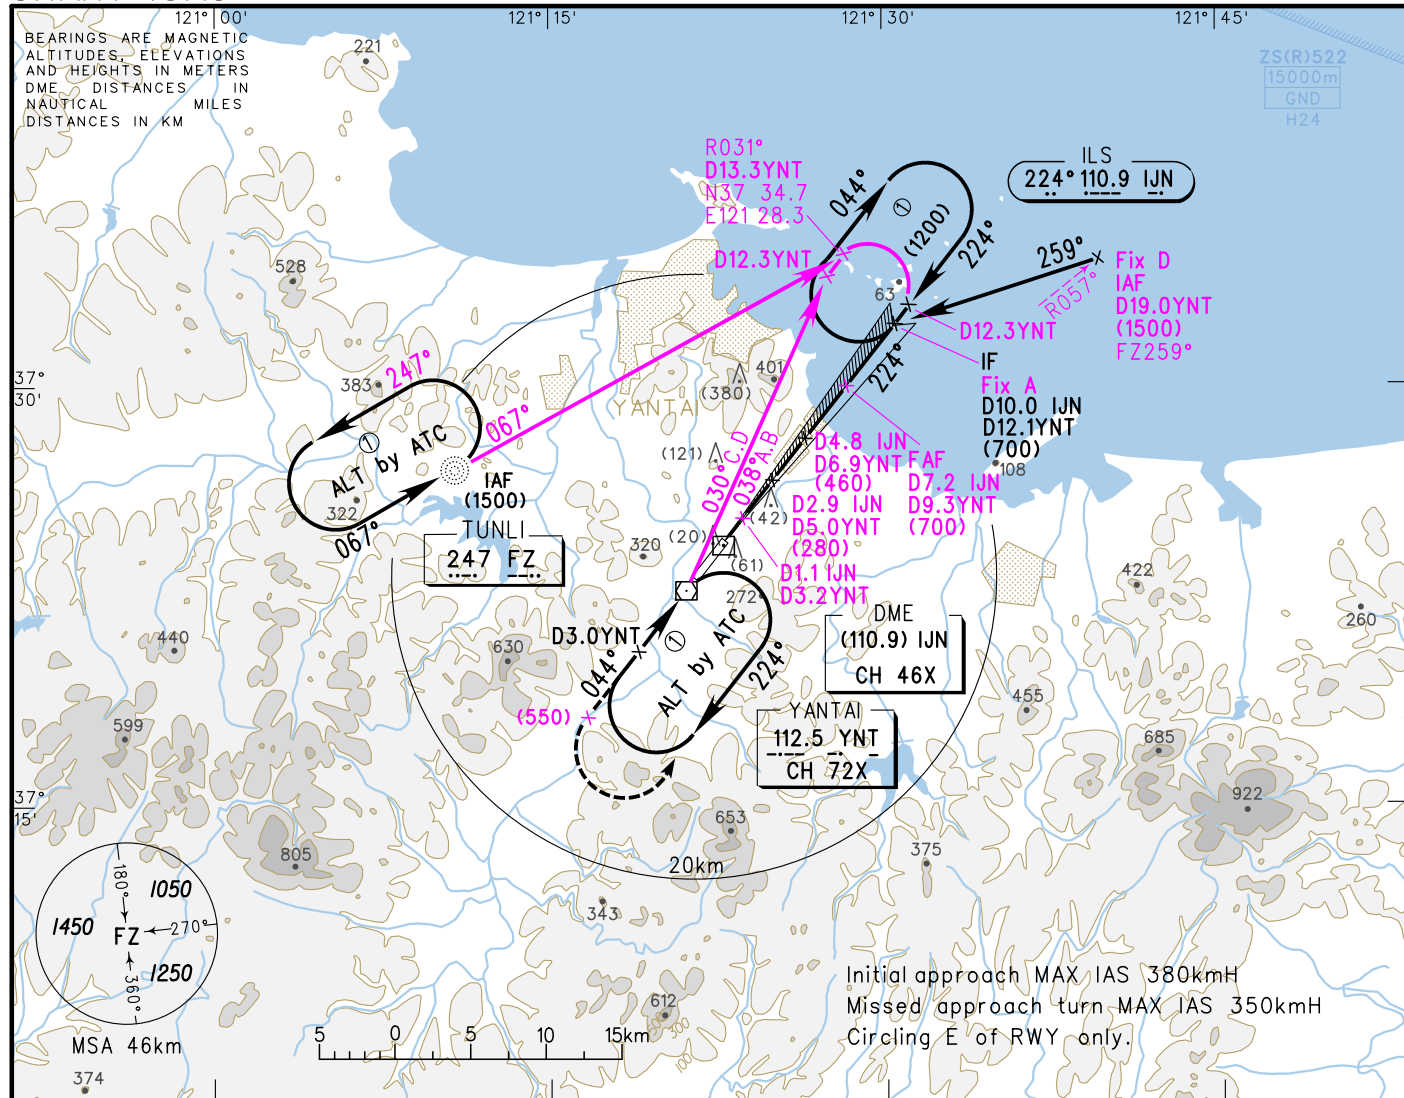 121° 00'
121° 15'
121° 30'
121° 45'
BEARINGS ARE MAGNETIC
ALTITUDES, ELEVATIONS
AND HEIGHTS IN METERS
DME DISTANCES IN
NAUTICAL MILES
DISTANCES IN KM
221
ZS(R)522
15000m
GND
H24
R031°
D13.3YNT
N37 34.7
E121 28.3
D12.3YNT
044°
①
(1200)
224°
ILS
224° 110.9 IJN
259°
R057°
Fix D
IAF
D19.0YNT
(1500)
FZ259°
528
63
D12.3YNT
IF
Fix A
D10.0 IJN
D12.1YNT
(700)
108
224°
37°
30'
383
247°
067°
①
ALT by ATC
322
067°
IAF
(1500)
TUNLI
247 FZ
YANTAI
(380)
401
(121)
030°C.D
038°A.B
D4.8 IJN
D6.9YNT
(460)
FAF
D7.2 IJN
D9.3YNT
(700)
D2.9 IJN
D5.0YNT
(280)
(42)
(20)
(61)
D1.1 IJN
D3.2YNT
320
272
422
260
DME
(110.9) IJN
CH 46X
D3.0YNT
①
044°
ALT by ATC
224°
(550)
440
630
599
455
685
922
YANTAI
112.5 YNT
CH 72X
37°
15'
653
805
375
20km
343
612
500
300
100
180°
1050
1450
FZ
270°
1250
360°
MSA 46km
374
5 0 5 10 15km
Initial approach MAX IAS 380kmH
Missed approach turn MAX IAS 350kmH
Circling E of RWY only.